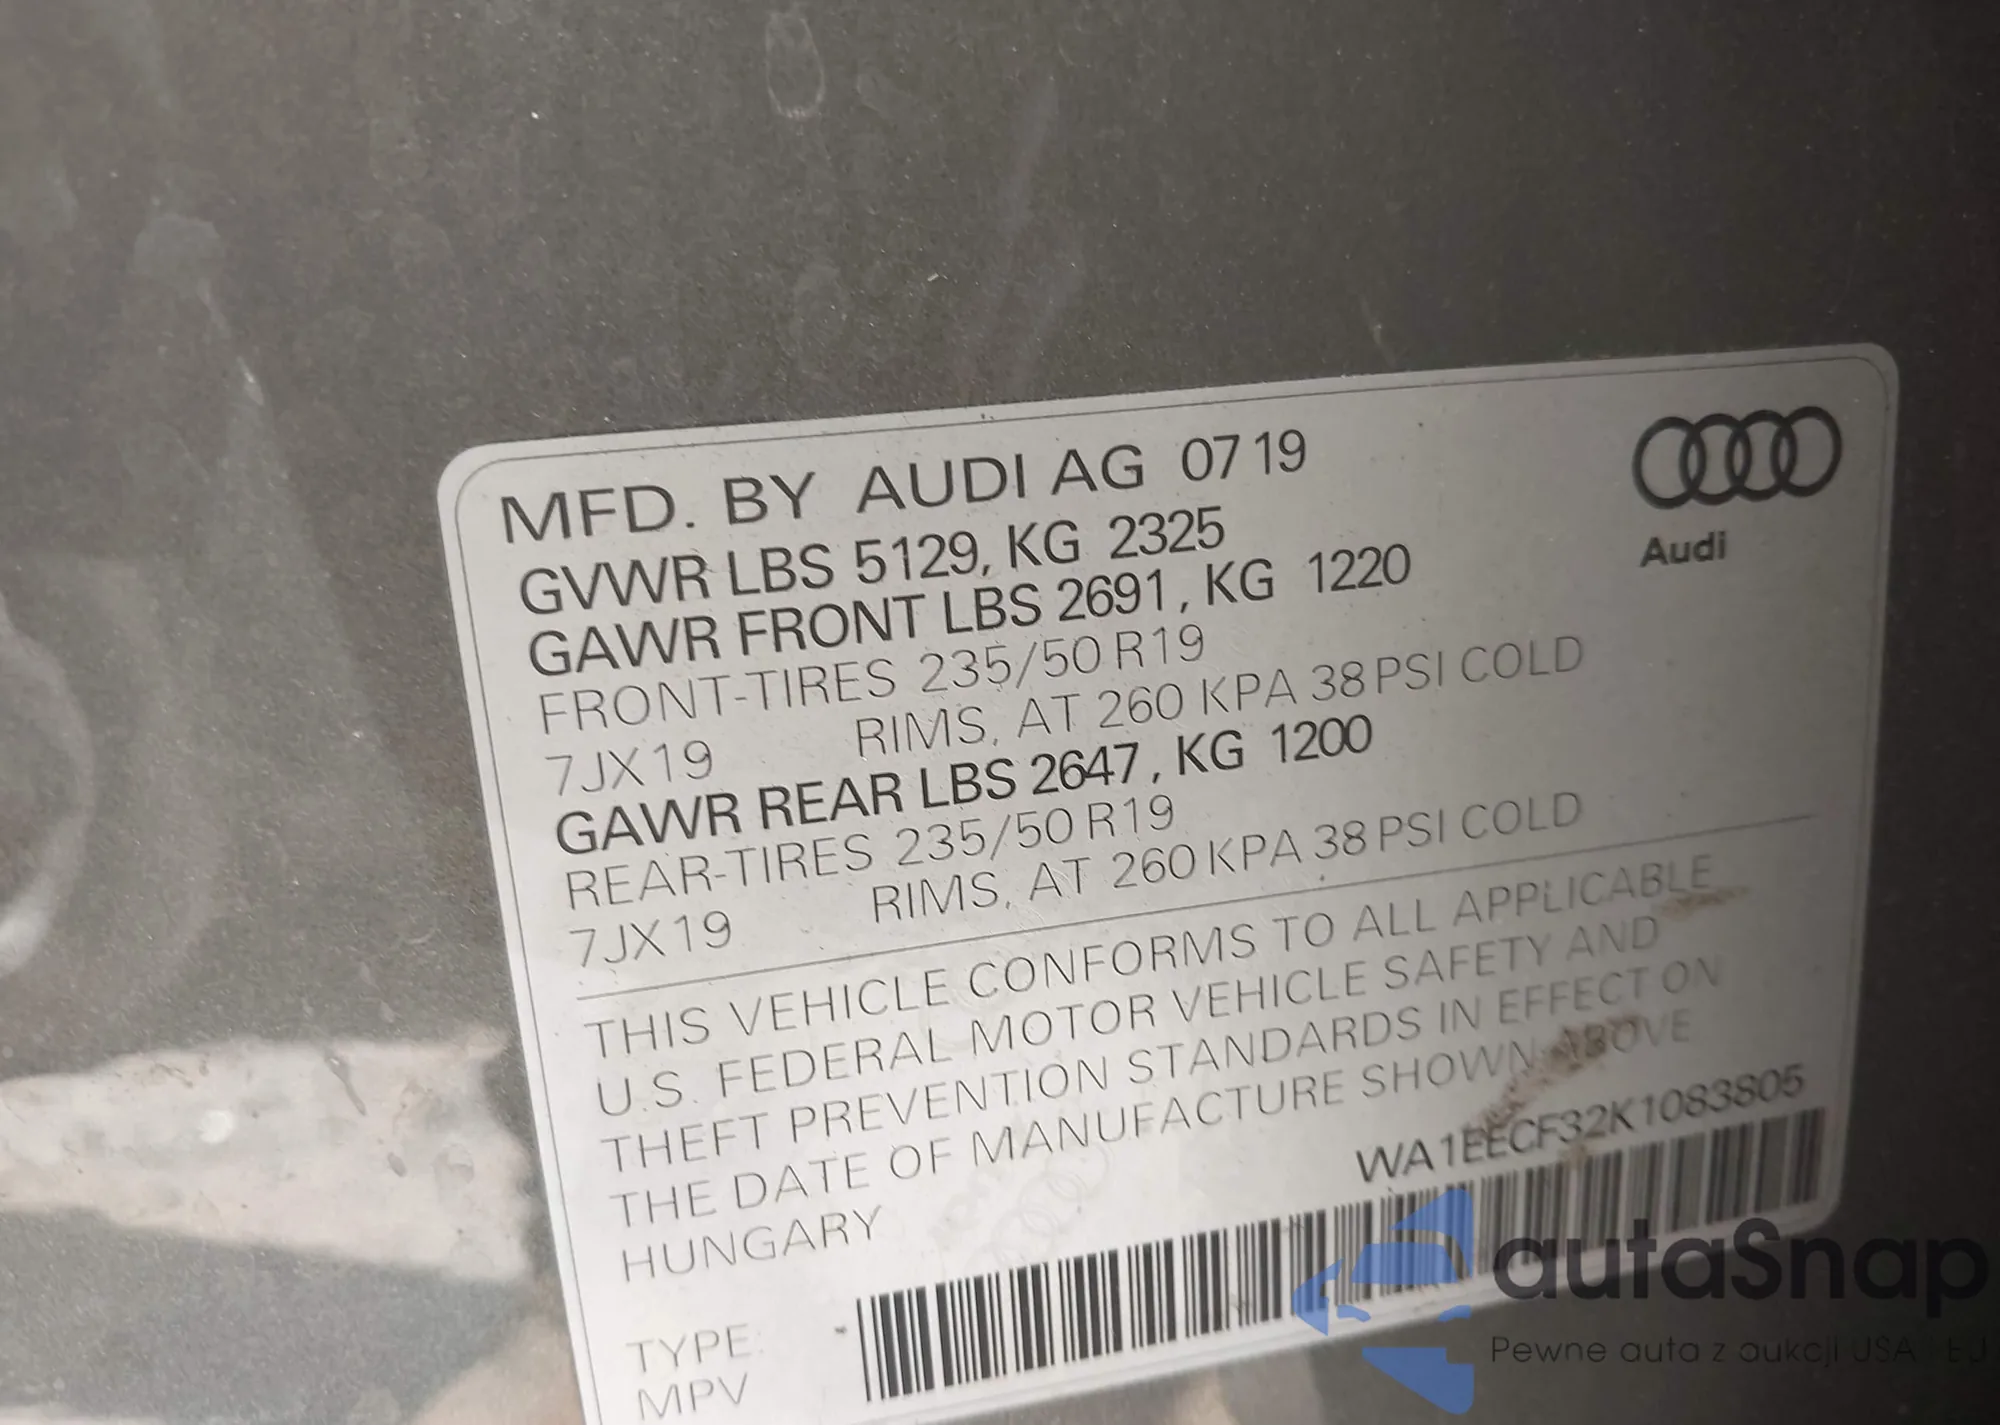 MFD. BY AUDI AG 0719
Audi
GVWR LBS 5129, KG 2325
GAWR FRONT LBS 2691, KG 1220
FRONT-TIRES 235/50 R19
7JX19 RIMS, AT 260 KPA 38 PSI COLD
GAWR REAR LBS 2647, KG 1200
REAR-TIRES 235/50 R19
7JX19 RIMS, AT 260 KPA 38 PSI COLD
THIS VEHICLE CONFORMS TO ALL APPLICABLE
U.S. FEDERAL MOTOR VEHICLE SAFETY AND
THEFT PREVENTION STANDARDS IN EFFECT ON
THE DATE OF MANUFACTURE SHOWN ABOVE
HUNGARY
WA1EECF32K1083805
TYPE:
MPV
autaSnap
Pewne auta z aukcji USA i EU